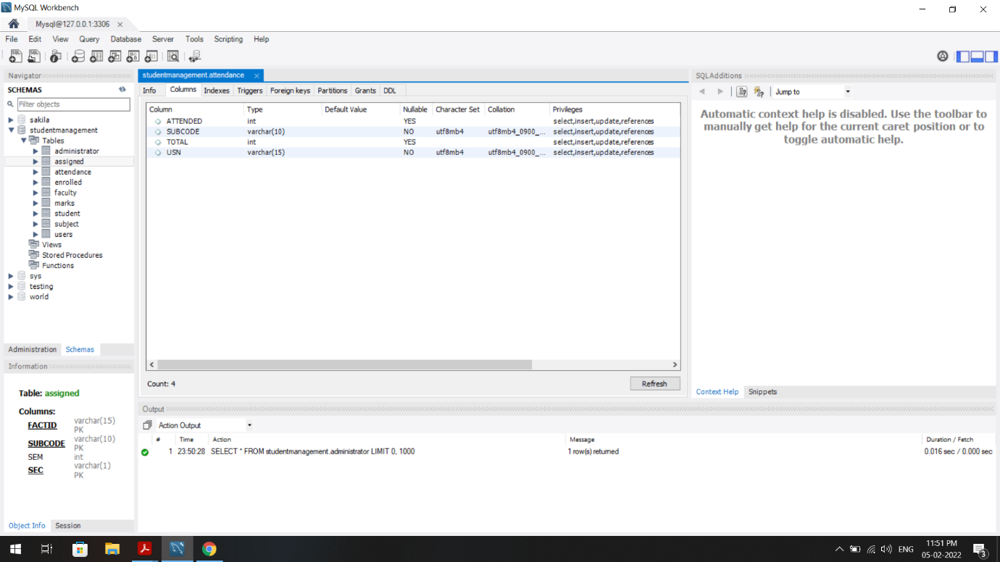 MySQL Workbench
Mysql@127.0.0.1:3306
File Edit View Query Database Server Tools Scripting Help
Navigator
SCHEMAS
Filter objects
sakila
studentmanagement
Tables
administrator
assigned
attendance
enrolled
faculty
marks
student
subject
users
Views
Stored Procedures
Functions
sys
testing
world
Administration Schemas
Information
Table: assigned
Columns:
FACTID varchar(15) PK
SUBCODE varchar(10) PK
SEM int
SEC varchar(1) PK
Object Info Session
studentmanagement.attendance
Info Columns Indexes Triggers Foreign keys Partitions Grants DDL
Column Type Default Value Nullable Character Set Collation Privileges
ATTENDED int YES select,insert,update,references
SUBCODE varchar(10) NO utf8mb4 utf8mb4_0900_... select,insert,update,references
TOTAL int YES select,insert,update,references
USN varchar(15) NO utf8mb4 utf8mb4_0900_... select,insert,update,references
Count: 4
Refresh
SQLAdditions
Jump to
Automatic context help is disabled. Use the toolbar to
manually get help for the current caret position or to
toggle automatic help.
Context Help Snippets
Output
Action Output
# Time Action Message Duration / Fetch
1 23:50:28 SELECT * FROM studentmanagement.administrator LIMIT 0, 1000 1 row(s) returned 0.016 sec / 0.000 sec
ENG
11:51 PM
05-02-2022
3